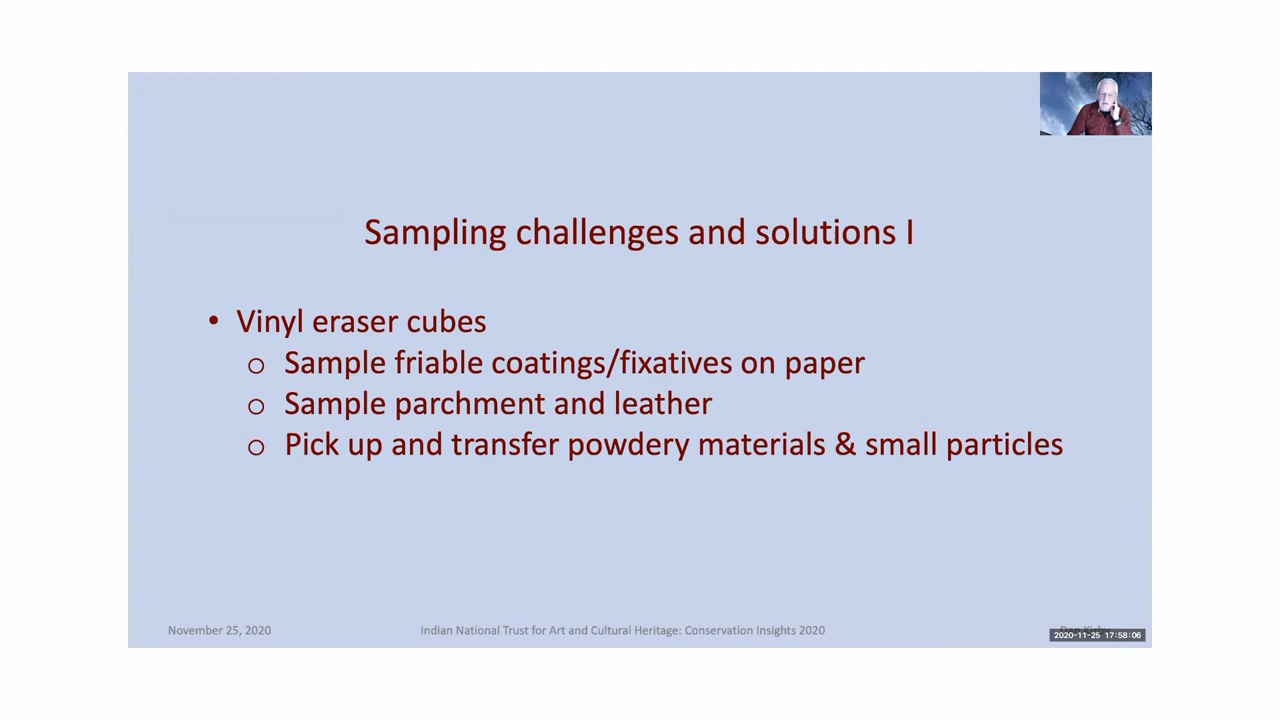 Sampling challenges and solutions I
• Vinyl eraser cubes
o Sample friable coatings/fixatives on paper
o Sample parchment and leather
o Pick up and transfer powdery materials & small particles
November 25, 2020
Indian National Trust for Art and Cultural Heritage: Conservation Insights 2020
2020-11-25 17:58:06